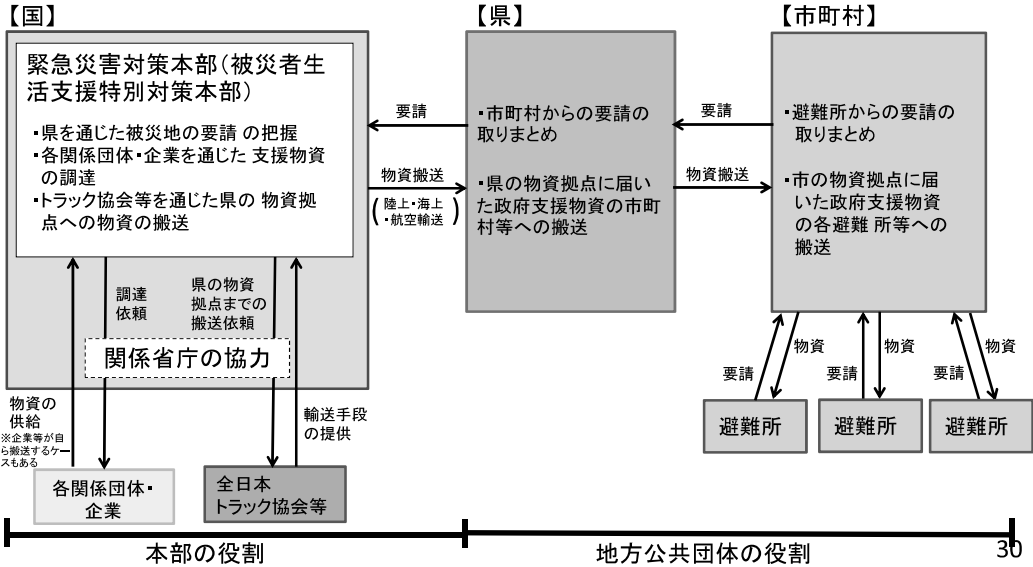 【国】
緊急災害対策本部(被災者生
活支援特別対策本部)
・県を通じた被災地の要請 の把握
・各関係団体・企業を通じた 支援物資
の調達
・トラック協会等を通じた県の 物資拠
点への物資の搬送
調達
依頼
県の物資
拠点までの
搬送依頼
関係省庁の協力
物資の
供給
※企業等が自
ら搬送するケー
スもある
輸送手段
の提供
各関係団体・
企業
全日本
トラック協会等
要請
物資搬送
(陸上・海上
・航空輸送)
【県】
・市町村からの要請の
取りまとめ
・県の物資拠点に届い
た政府支援物資の市町
村等への搬送
要請
物資搬送
【市町村】
・避難所からの要請の
取りまとめ
・市の物資拠点に届
いた政府支援物資
の各避難 所等への
搬送
要請
物資
要請
物資
要請
物資
避難所
避難所
避難所
本部の役割
地方公共団体の役割
30